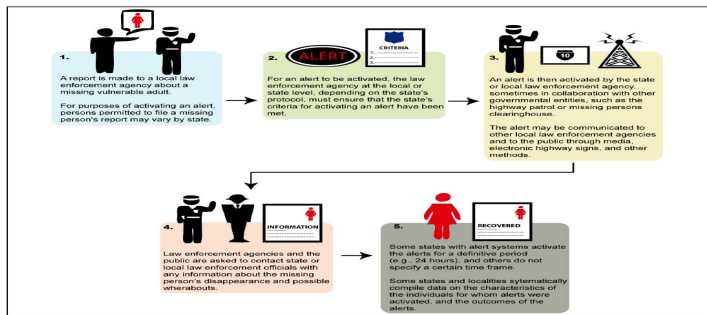 1.
A report is made to a local law
enforcement agency about a
missing vulnerable adult.
For purposes of activating an alert,
persons permitted to file a missing
person's report may vary by state.
2.
ALERT
CRITERIA
1.
2.
3.
For an alert to be activated, the law
enforcement agency at the local or
state level, depending on the state's
protocol, must ensure that the state's
criteria for activating an alert have been
met.
3.
10
An alert is then activated by the state
or local law enforcement agency,
sometimes in collaboration with other
governmental entities, such as the
highway patrol or missing persons
clearinghouse.
The alert may be communicated to
other local law enforcement agencies
and to the public through media,
electronic highway signs, and other
methods.
4.
INFORMATION
Law enforcement agencies and the
public are asked to contact state or
local law enforcement officials with
any information about the missing
person's disappearance and possible
wherabouts.
5.
RECOVERED
Some states with alert systems activate
the alerts for a definitive period
(e.g., 24 hours), and others do not
specify a certain time frame.
Some states and localities sytematically
compile data on the characteristics of
the individuals for whom alerts were
activated, and the outcomes of the
alerts.